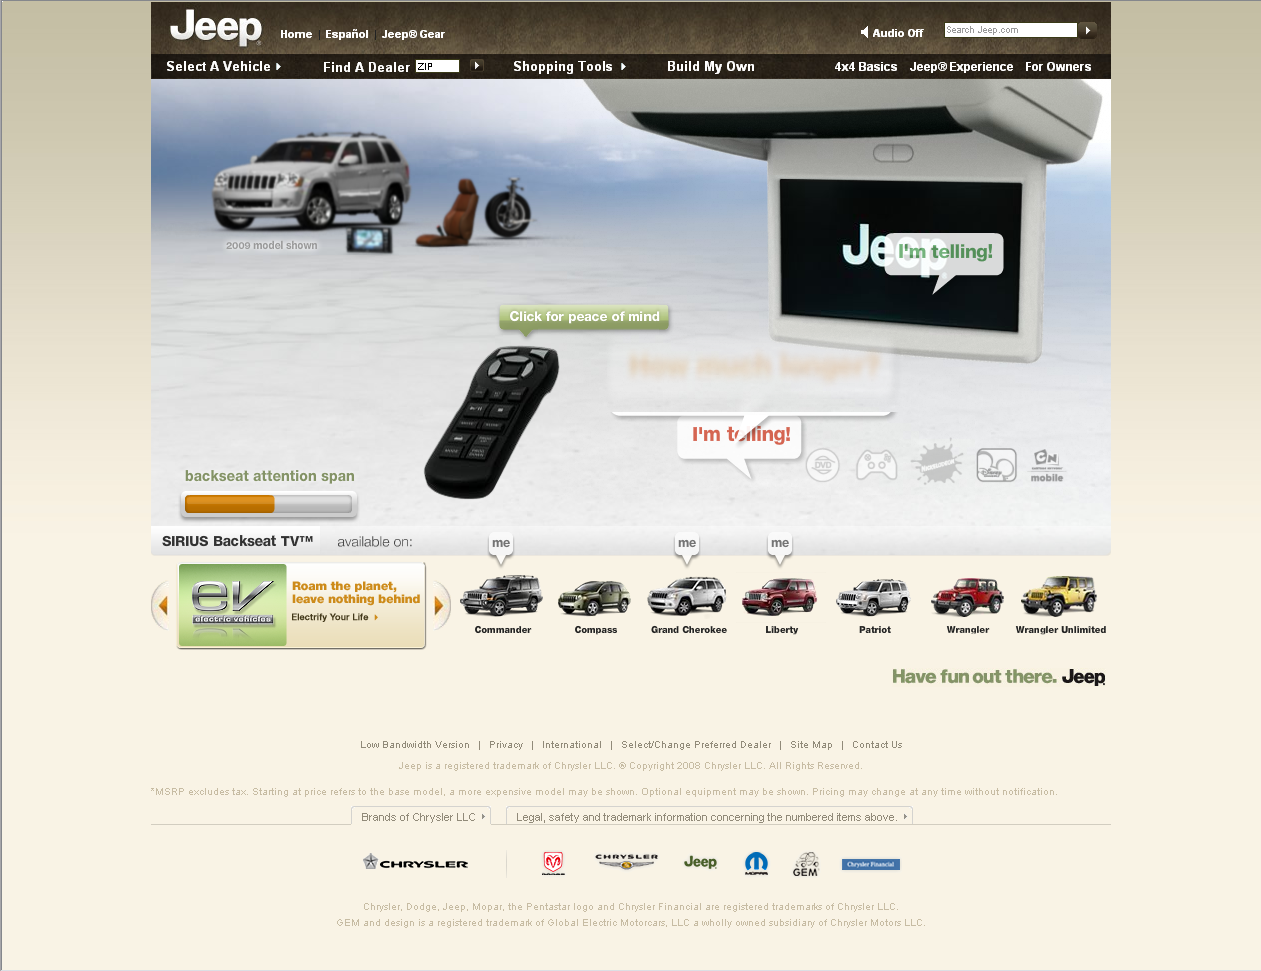 Jeep
Home | Español | Jeep® Gear
Audio Off
Search Jeep.com
Select A Vehicle
Find A Dealer ZIP
Shopping Tools
Build My Own
4x4 Basics
Jeep® Experience
For Owners
2009 model shown
Jeep
I'm telling!
Click for peace of mind
How much longer?
I'm telling!
backseat attention span
DVD
Disney
CN
mobile
SIRIUS Backseat TV™
available on:
me
me
me
ev
electric vehicles
Roam the planet,
leave nothing behind
Electrify Your Life
Commander
Compass
Grand Cherokee
Liberty
Patriot
Wrangler
Wrangler Unlimited
Have fun out there. Jeep
Low Bandwidth Version | Privacy | International | Select/Change Preferred Dealer | Site Map | Contact Us
Jeep is a registered trademark of Chrysler LLC. © Copyright 2008 Chrysler LLC. All Rights Reserved.
*MSRP excludes tax. Starting at price refers to the base model, a more expensive model may be shown. Optional equipment may be shown. Pricing may change at any time without notification.
Brands of Chrysler LLC
Legal, safety and trademark information concerning the numbered items above.
CHRYSLER
DODGE
CHRYSLER
Jeep
MOPAR
GEM
Chrysler Financial
Chrysler, Dodge, Jeep, Mopar, the Pentastar logo and Chrysler Financial are registered trademarks of Chrysler LLC.
GEM and design is a registered trademark of Global Electric Motorcars, LLC a wholly owned subsidiary of Chrysler Motors LLC.